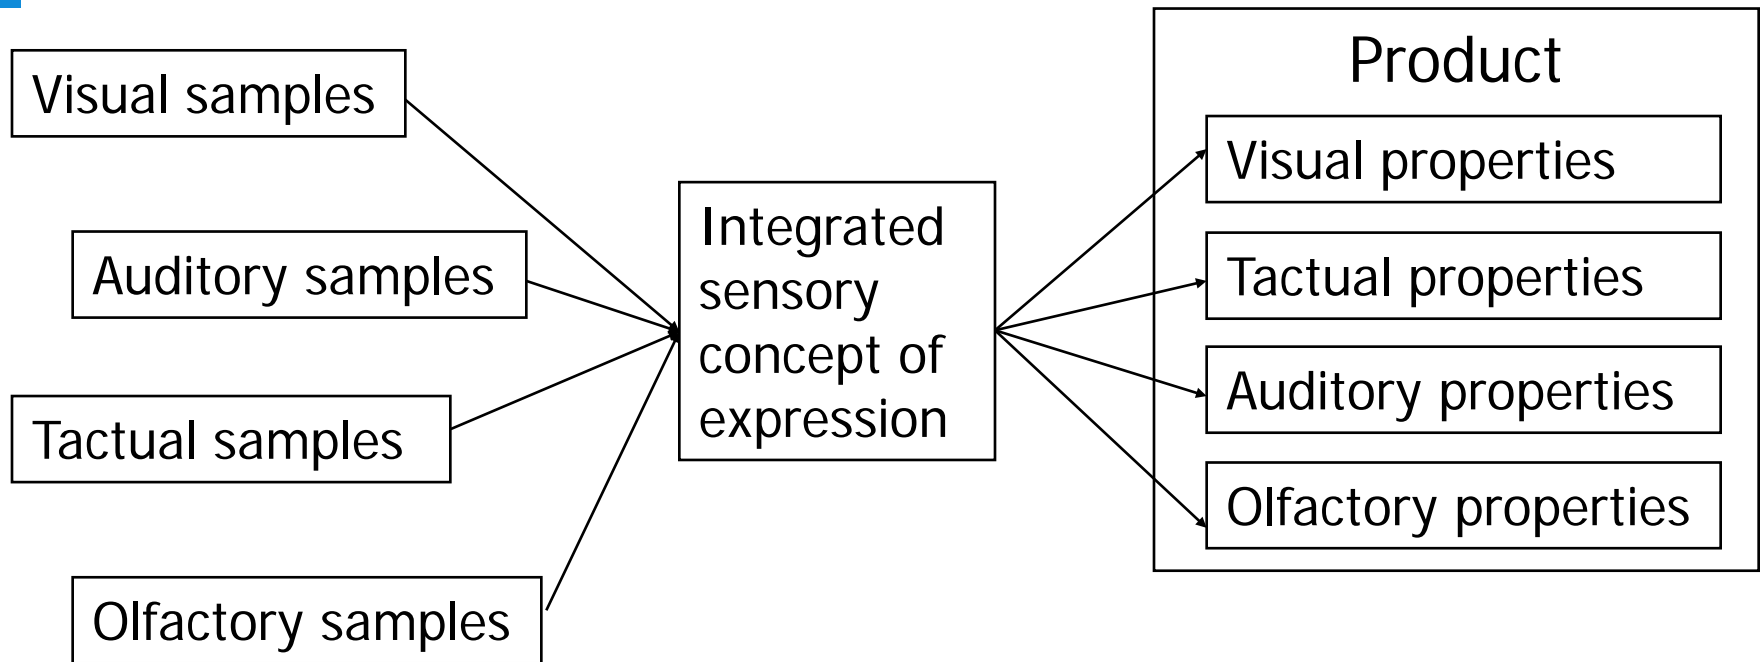 Visual samples
Auditory samples
Tactual samples
Olfactory samples
Integrated
sensory
concept of
expression
Product
Visual properties
Tactual properties
Auditory properties
Olfactory properties